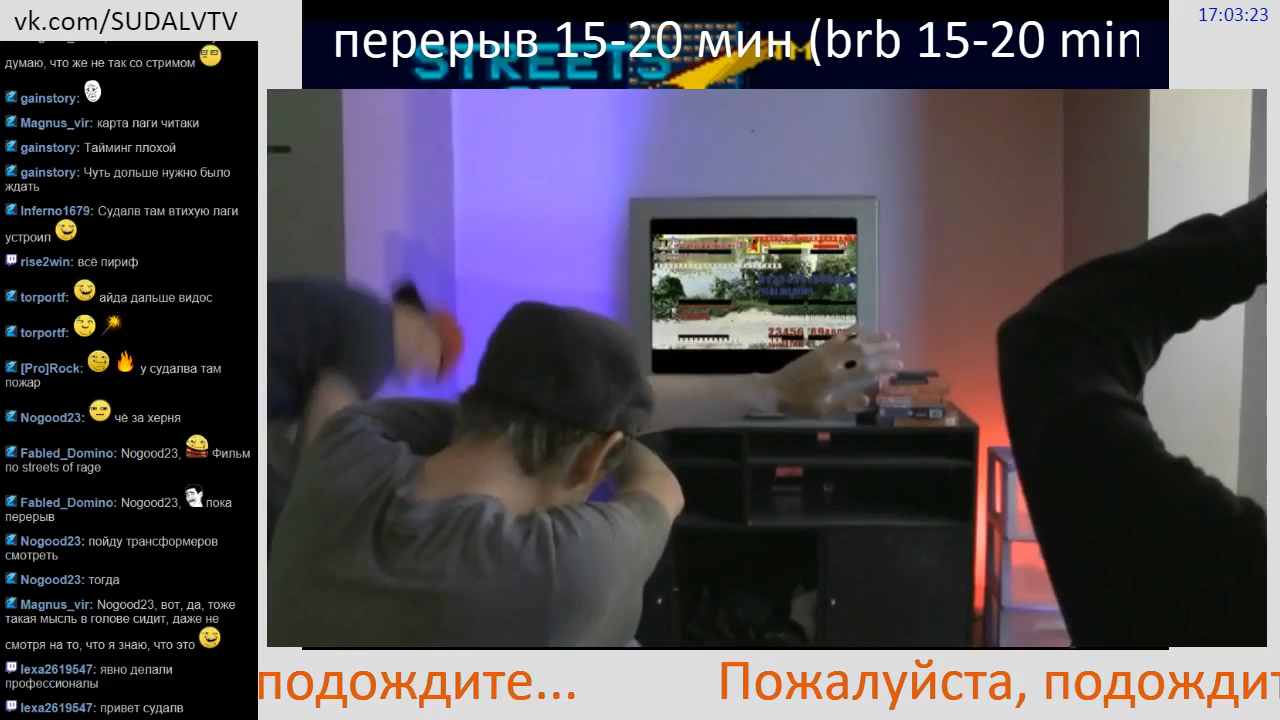 vk.com/SUDALVTV
17:03:23
перерыв 15-20 мин (brb 15-20 min
STREETS
думаю, что же не так со стримом
gainstory:
Magnus_vir: карта лаги читаки
gainstory: Тайминг плохой
gainstory: Чуть дольше нужно было
ждать
Inferno1679: Судалв там втихую лаги
устроил
rise2win: всё пириф
torportf: айда дальше видос
torportf:
[Pro]Rock: у судалва там
пожар
Nogood23: чё за херня
Fabled_Domino: Nogood23, Фильм
по streets of rage
Fabled_Domino: Nogood23, пока
перерыв
Nogood23: пойду трансформеров
смотреть
Nogood23: тогда
Magnus_vir: Nogood23, вот, да, тоже
такая мысль в голове сидит, даже не
смотря на то, что я знаю, что это
lexa2619547: явно делали
профессионалы
lexa2619547: привет судалв
подождите...
Пожалуйста, подождит